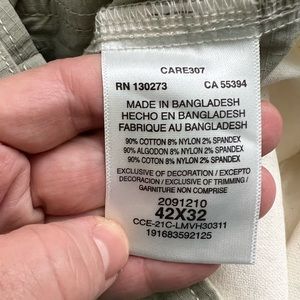 CARE307
RN 130273 CA 55394
MADE IN BANGLADESH
HECHO EN BANGLADESH
FABRIQUE AU BANGLADESH
90% COTTON 8% NYLON 2% SPANDEX
90% ALGODON 8% NYLON 2% SPANDEX
90% COTON 8% NYLON 2% SPANDEX
EXCLUSIVE OF DECORATION / EXCEPTO
DECORACION / EXCLUSIVE OF TRIMMING /
GARNITURE NON COMPRISE
2091210
42X32
CCE-21C-LMVH30311
191683592125